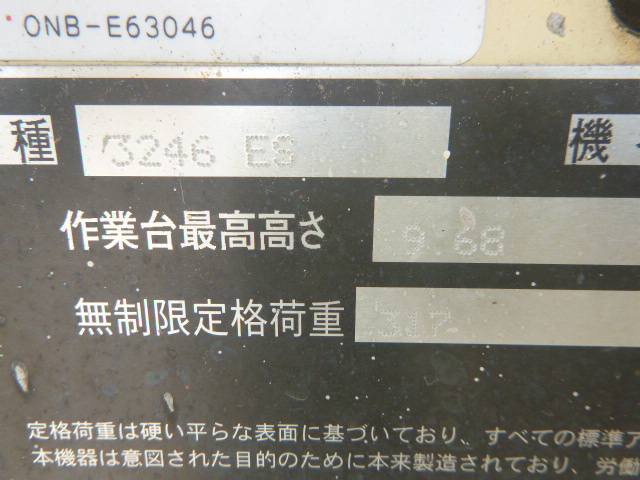 ONB-E63046
種 3246 ES 機
作業台最高高さ 9.68
無制限定格荷重 317
定格荷重は硬い平らな表面に基づいており、すべての標準ア
本機器は意図された目的のために本来製造されており、労働